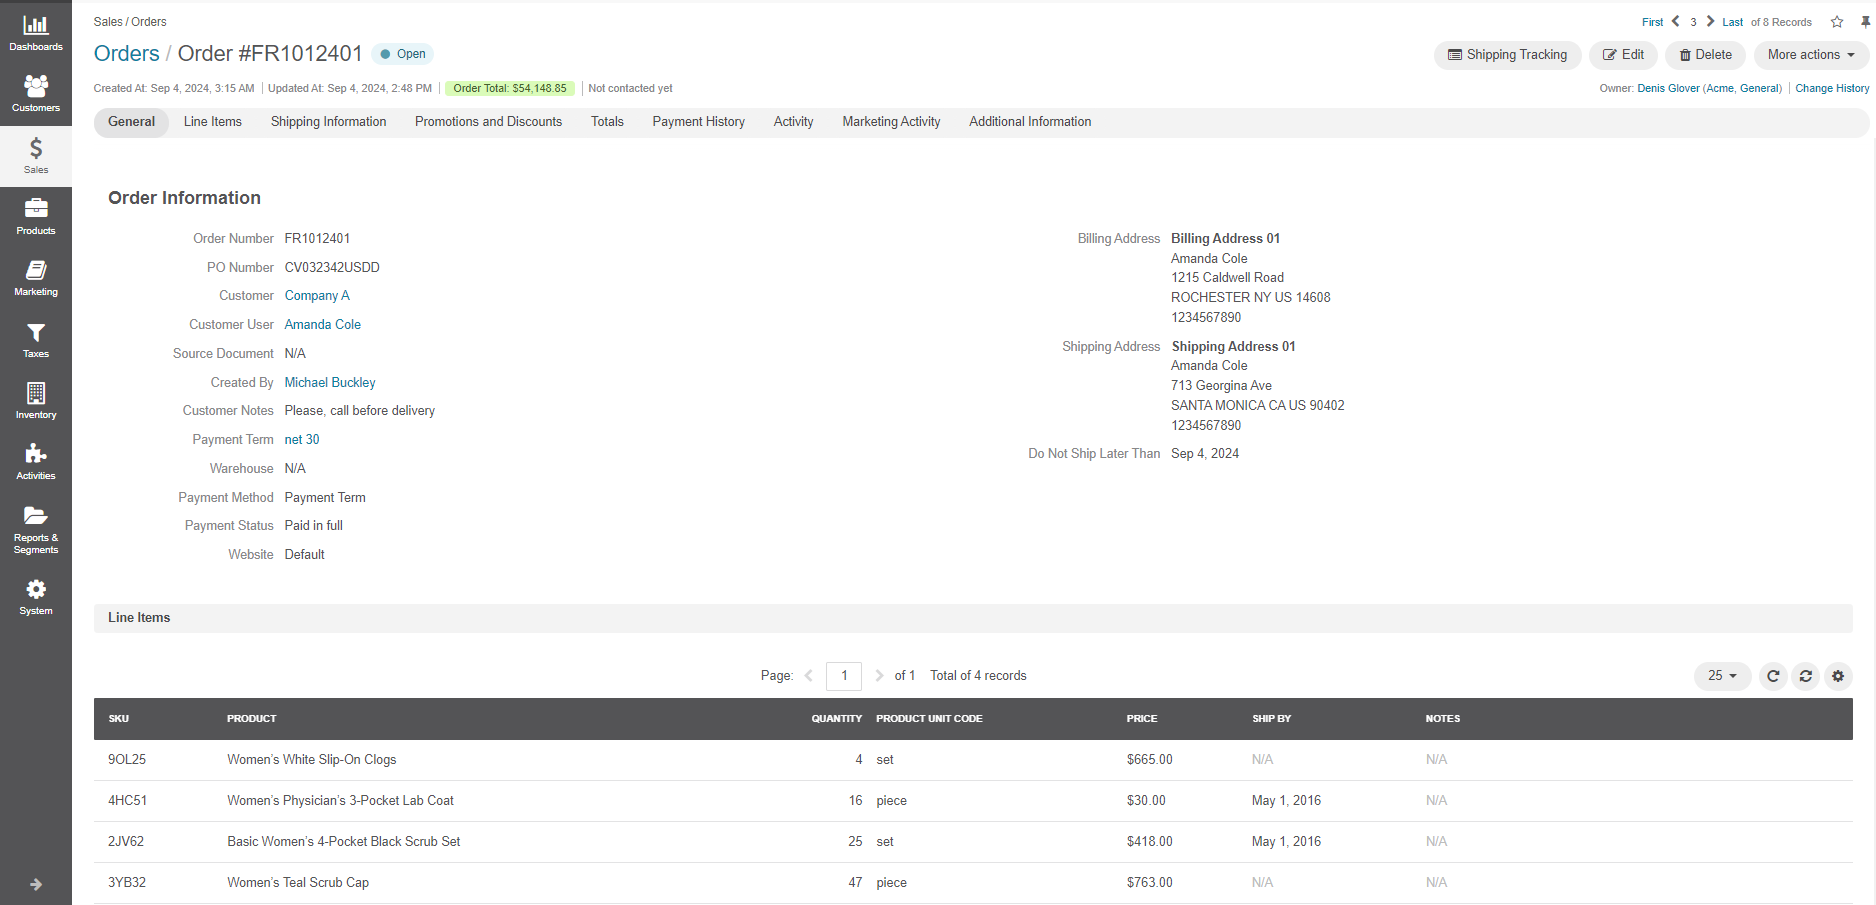 Dashboards
Customers
Sales
Products
Marketing
Taxes
Inventory
Activities
Reports &
Segments
System
Sales / Orders
First 3 Last of 8 Records
Orders / Order #FR1012401 Open
Shipping Tracking Edit Delete More actions
Created At: Sep 4, 2024, 3:15 AM Updated At: Sep 4, 2024, 2:48 PM Order Total: $54,148.85 Not contacted yet
Owner: Denis Glover (Acme, General) Change History
General Line Items Shipping Information Promotions and Discounts Totals Payment History Activity Marketing Activity Additional Information
Order Information
Order Number FR1012401
PO Number CV032342USDD
Customer Company A
Customer User Amanda Cole
Source Document N/A
Created By Michael Buckley
Customer Notes Please, call before delivery
Payment Term net 30
Warehouse N/A
Payment Method Payment Term
Payment Status Paid in full
Website Default
Billing Address Billing Address 01
Amanda Cole
1215 Caldwell Road
ROCHESTER NY US 14608
1234567890
Shipping Address Shipping Address 01
Amanda Cole
713 Georgina Ave
SANTA MONICA CA US 90402
1234567890
Do Not Ship Later Than Sep 4, 2024
Line Items
Page: 1 of 1 Total of 4 records
25
SKU PRODUCT QUANTITY PRODUCT UNIT CODE PRICE SHIP BY NOTES
9OL25 Women's White Slip-On Clogs 4 set $665.00 N/A N/A
4HC51 Women's Physician's 3-Pocket Lab Coat 16 piece $30.00 May 1, 2016 N/A
2JV62 Basic Women's 4-Pocket Black Scrub Set 25 set $418.00 May 1, 2016 N/A
3YB32 Women's Teal Scrub Cap 47 piece $763.00 N/A N/A